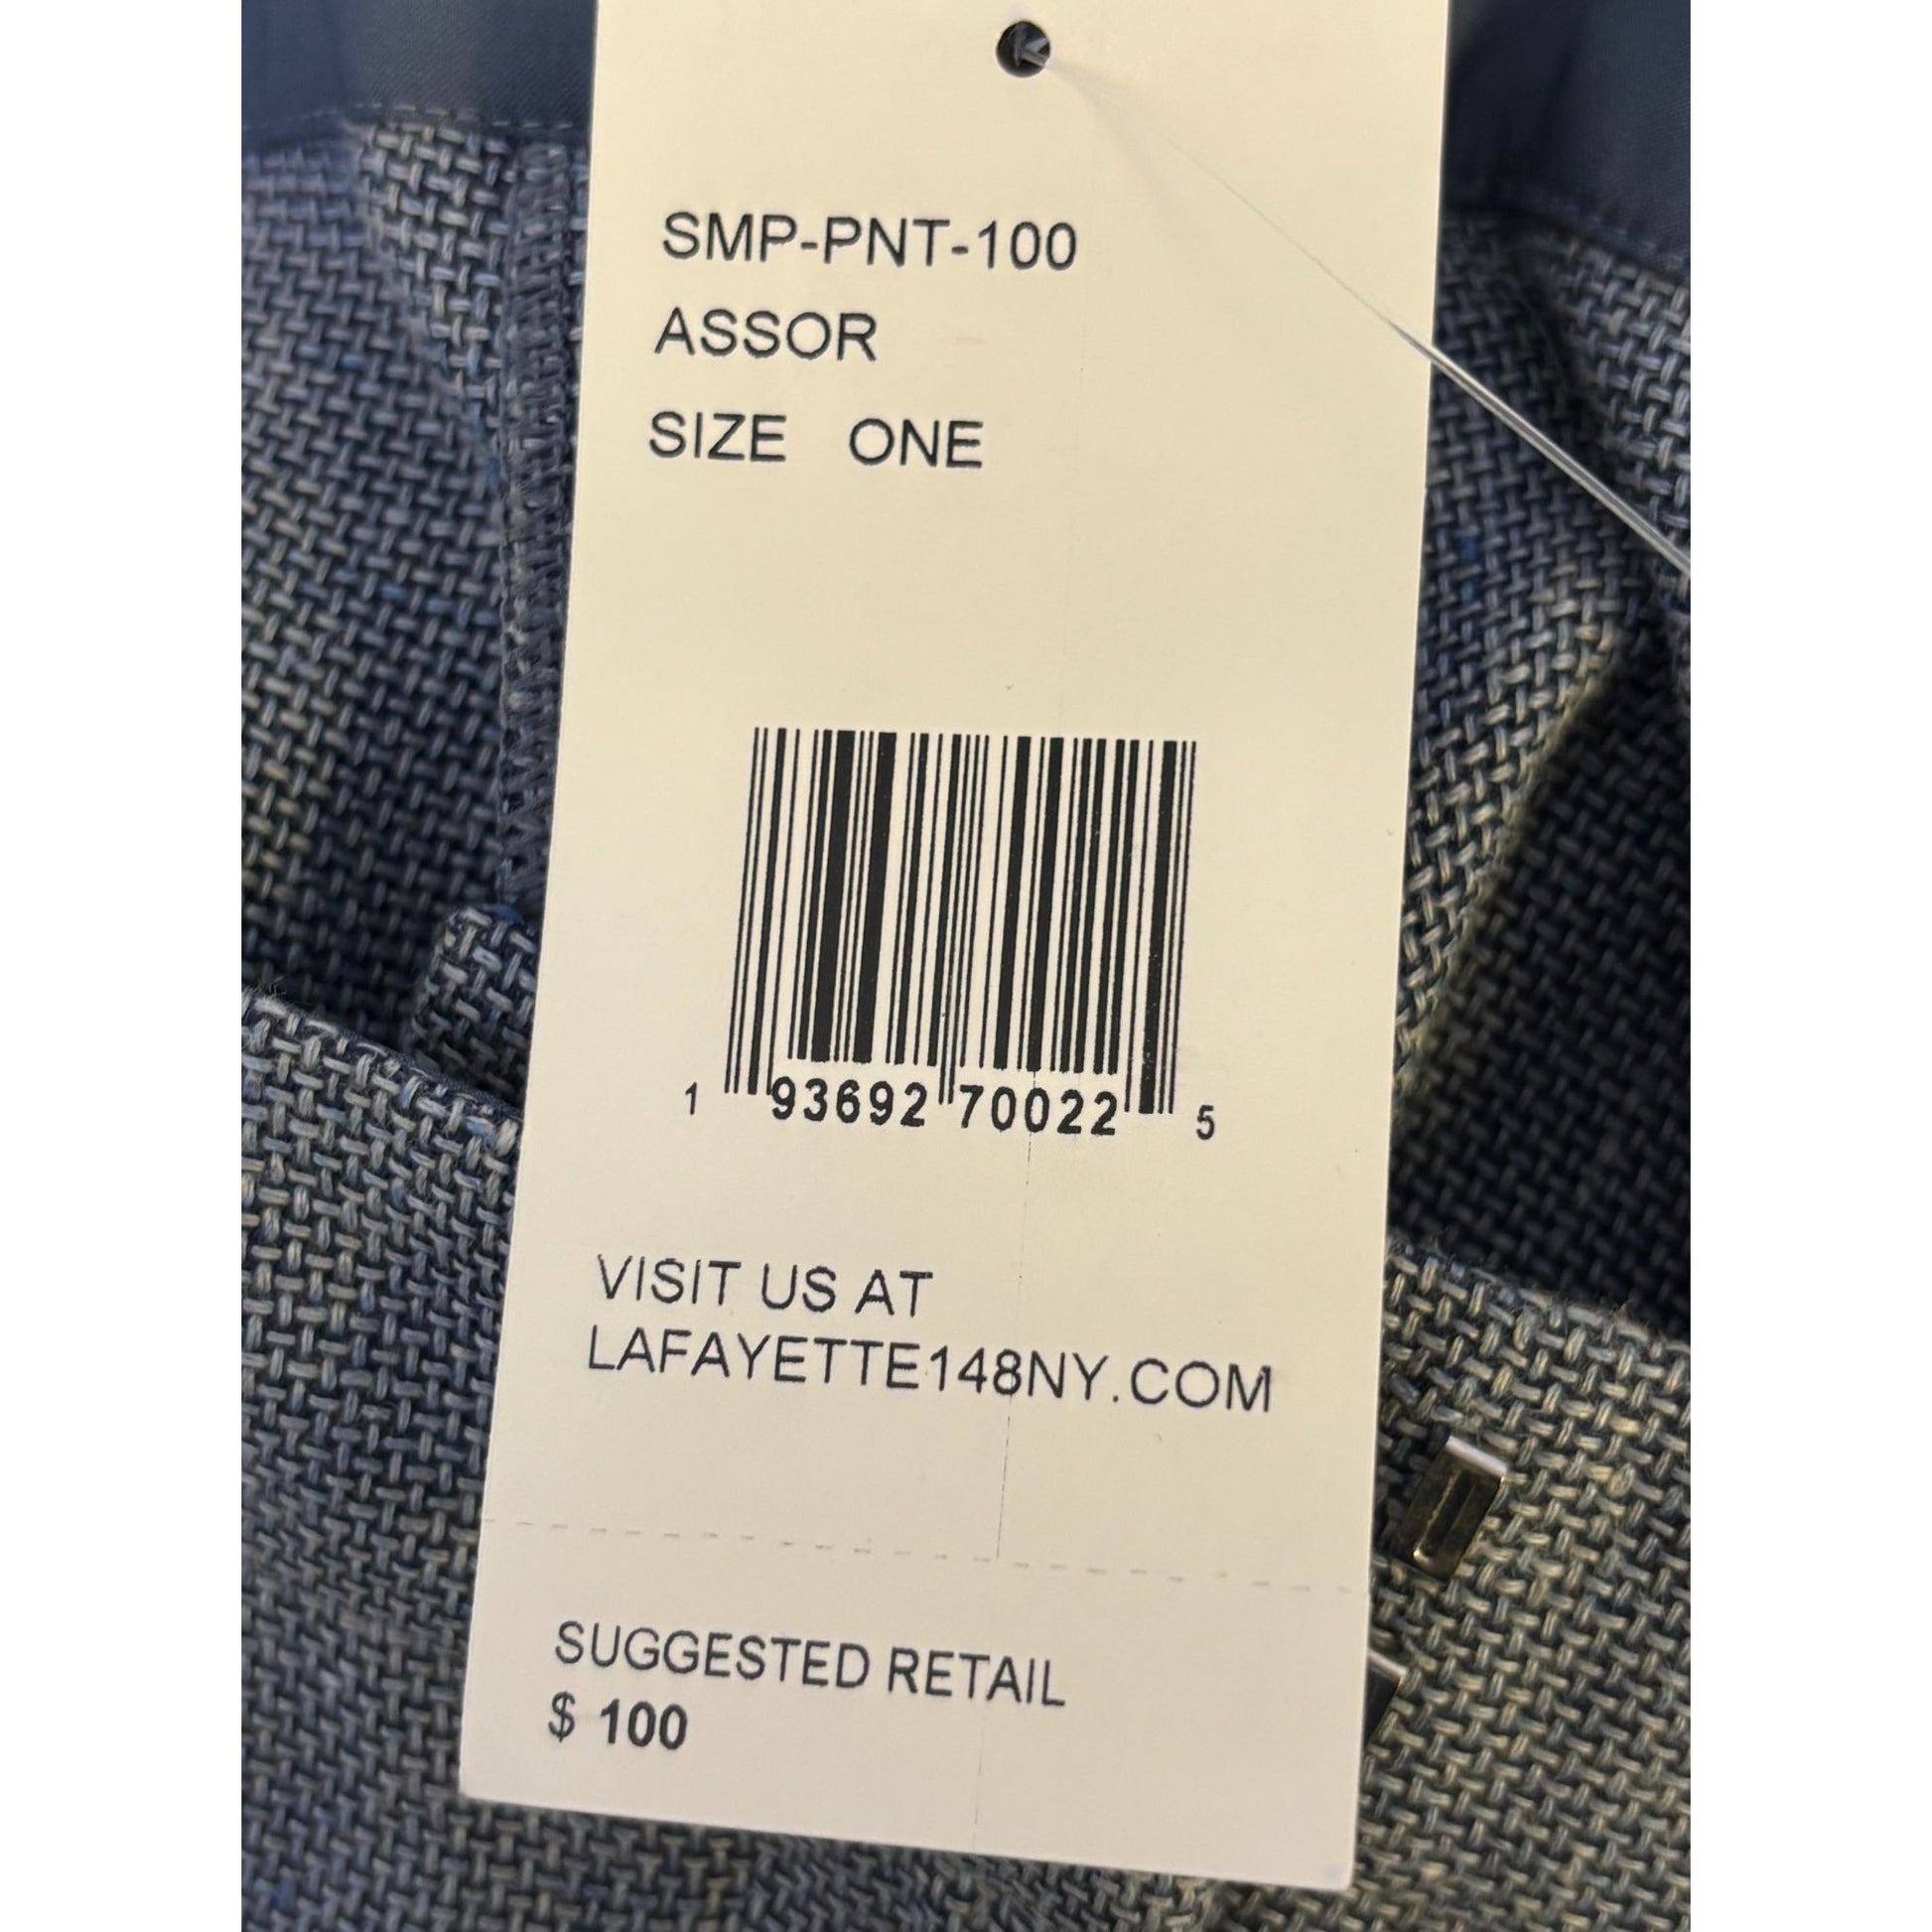 SMP-PNT-100
ASSOR
SIZE ONE
1 93692 70022 5
VISIT US AT
LAFAYETTE148NY.COM
SUGGESTED RETAIL
$ 100